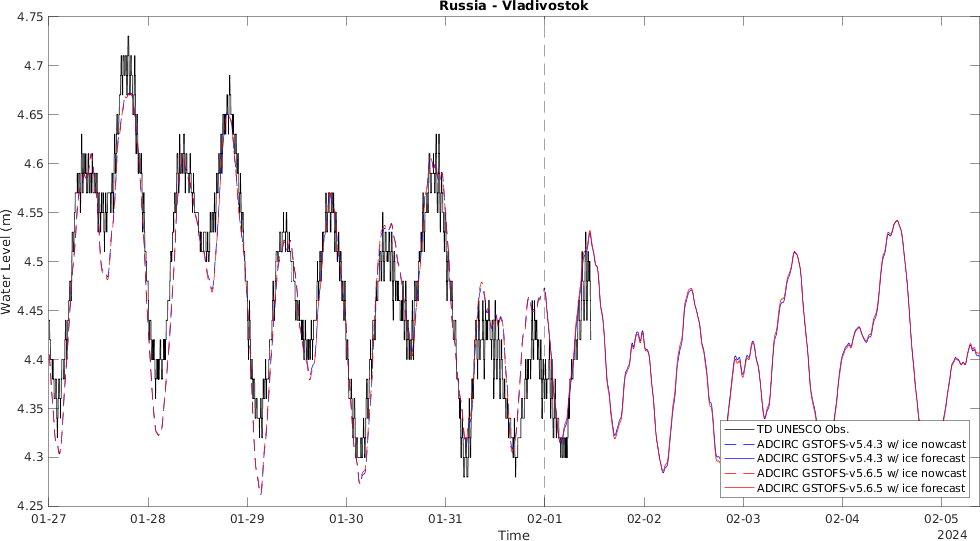 Russia - Vladivostok
4.75
4.7
4.65
4.6
4.55
4.5
4.45
4.4
4.35
4.3
4.25
Water Level (m)
TD UNESCO Obs.
ADCIRC GSTOFS-v5.4.3 w/ ice nowcast
ADCIRC GSTOFS-v5.4.3 w/ ice forecast
ADCIRC GSTOFS-v5.6.5 w/ ice nowcast
ADCIRC GSTOFS-v5.6.5 w/ ice forecast
01-27 01-28 01-29 01-30 01-31 02-01 02-02 02-03 02-04 02-05
Time
2024